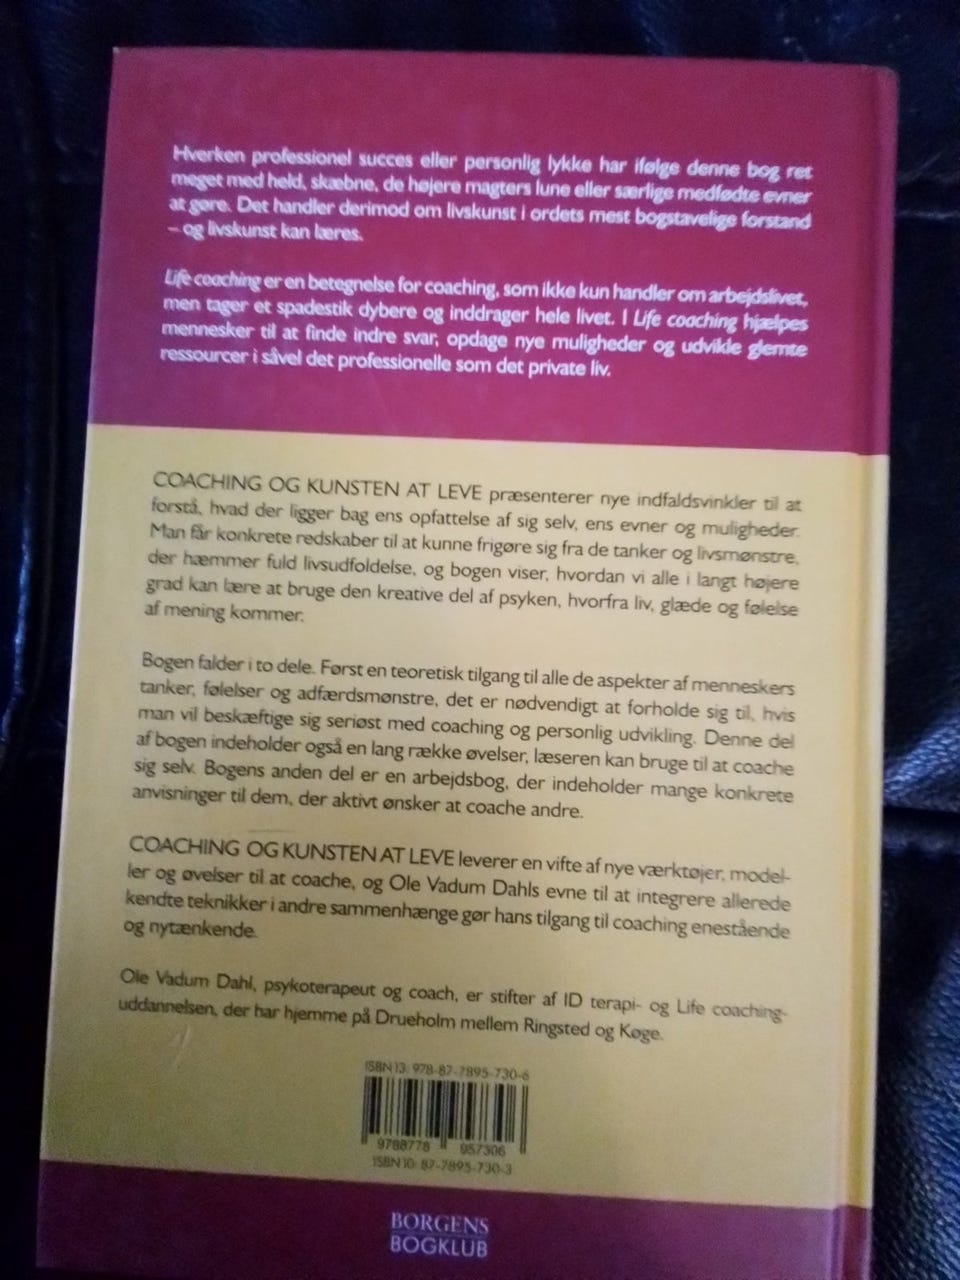 Hverken professionel succes eller personlig lykke har ifølge denne bog ret
meget med held, skæbne, de højere magters lune eller særlige medfødte evner
at gøre. Det handler derimod om livskunst i ordets mest bogstavelige forstand
– og livskunst kan læres.
Life coaching er en betegnelse for coaching, som ikke kun handler om arbejdslivet,
men tager et spadestik dybere og inddrager hele livet. I Life coaching hjælpes
mennesker til at finde indre svar, opdage nye muligheder og udvikle glemte
ressourcer i såvel det professionelle som det private liv.
COACHING OG KUNSTEN AT LEVE præsenterer nye indfaldsvinkler til at
forstå, hvad der ligger bag ens opfattelse af sig selv, ens evner og muligheder.
Man får konkrete redskaber til at kunne frigøre sig fra de tanker og livsmønstre,
der hæmmer fuld livsudfoldelse, og bogen viser, hvordan vi alle i langt højere
grad kan lære at bruge den kreative del af psyken, hvorfra liv, glæde og følelse
af mening kommer.
Bogen falder i to dele. Først en teoretisk tilgang til alle de aspekter af menneskers
tanker, følelser og adfærdsmønstre, det er nødvendigt at forholde sig til, hvis
man vil beskæftige sig seriøst med coaching og personlig udvikling. Denne del
af bogen indeholder også en lang række øvelser, læseren kan bruge til at coache
sig selv. Bogens anden del er en arbejdsbog, der indeholder mange konkrete
anvisninger til dem, der aktivt ønsker at coache andre.
COACHING OG KUNSTEN AT LEVE leverer en vifte af nye værktøjer, model-
ler og øvelser til at coache, og Ole Vadum Dahls evne til at integrere allerede
kendte teknikker i andre sammenhænge gør hans tilgang til coaching enestående
og nytænkende.
Ole Vadum Dahl, psykoterapeut og coach, er stifter af ID terapi- og Life coaching-
uddannelsen, der har hjemme på Drueholm mellem Ringsted og Køge.
ISBN 13: 978-87-7895-730-6
9788778 957306
ISBN 10: 87-7895-730-3
BORGENS
BOGKLUB